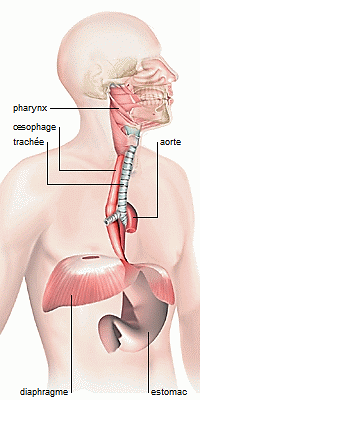 pharynx
œsophage
trachée
aorte
diaphragme
estomac